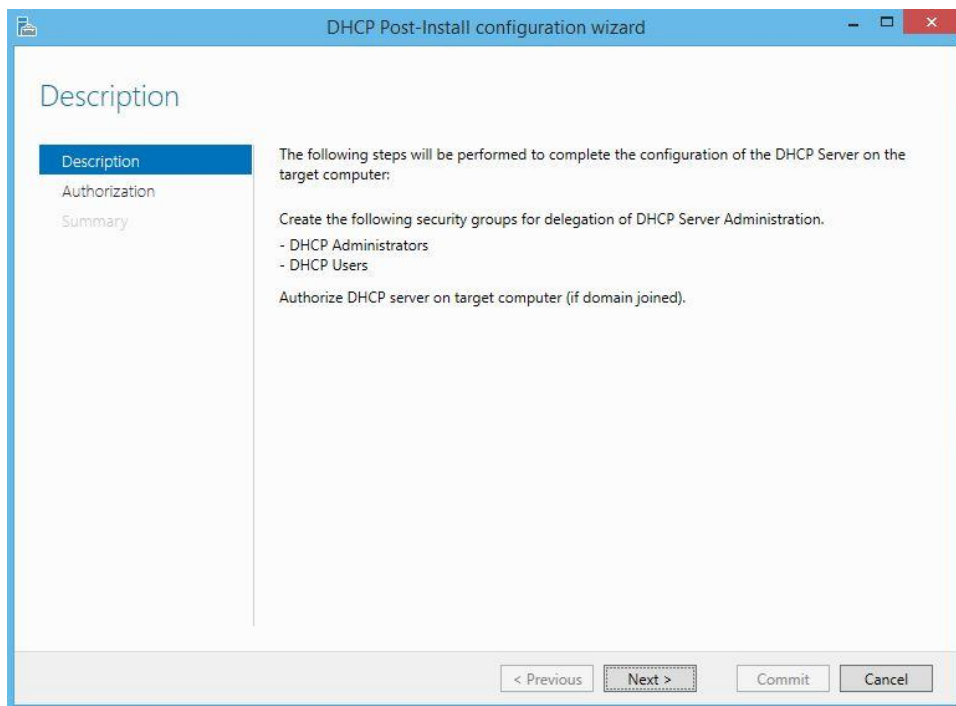 DHCP Post-Install configuration wizard
Description
Description
Authorization
Summary
The following steps will be performed to complete the configuration of the DHCP Server on the
target computer:
Create the following security groups for delegation of DHCP Server Administration.
- DHCP Administrators
- DHCP Users
Authorize DHCP server on target computer (if domain joined).
< Previous
Next >
Commit
Cancel